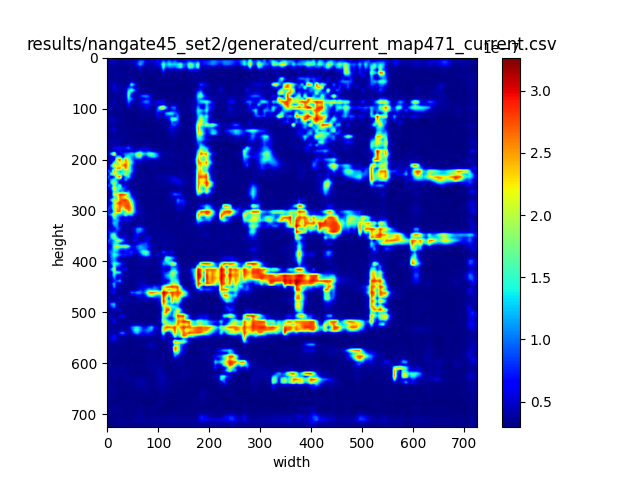 results/nangate45_set2/generated/current_map471_current.csv
1e−7
0
100
200
300
400
500
600
700
height
0 100 200 300 400 500 600 700
width
3.0
2.5
2.0
1.5
1.0
0.5